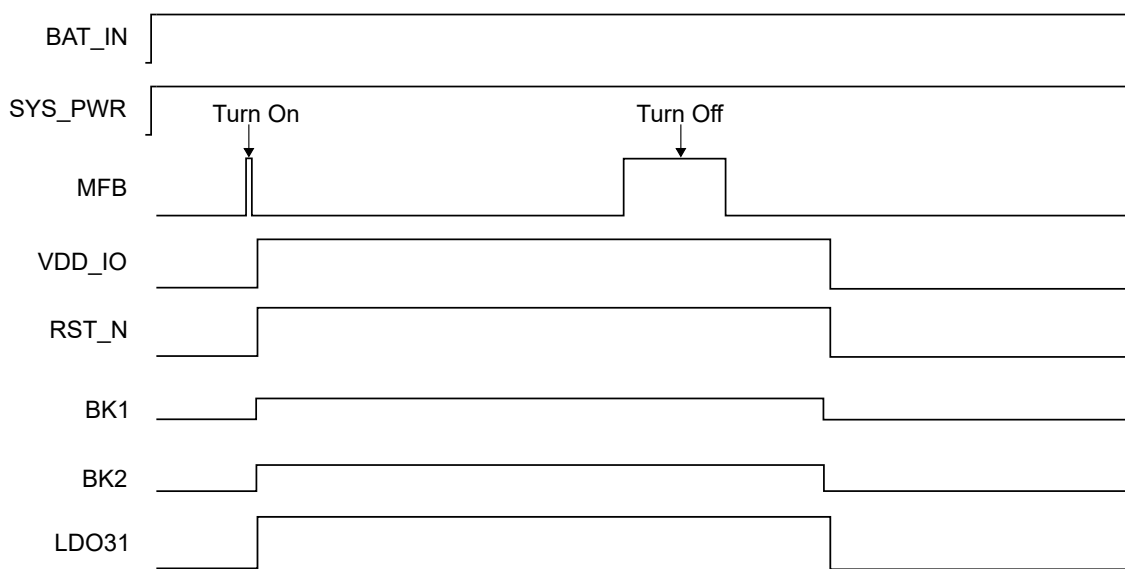 BAT_IN
SYS_PWR
Turn On
Turn Off
MFB
VDD_IO
RST_N
BK1
BK2
LDO31